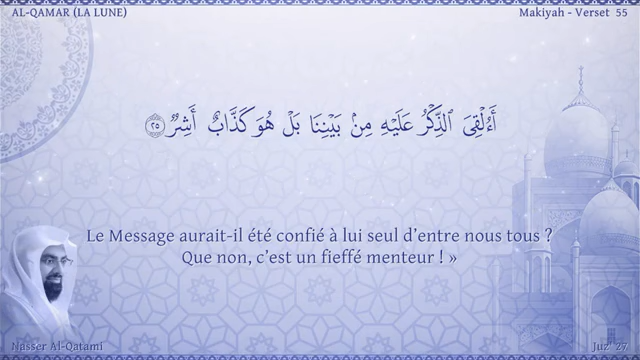 AL-QAMAR (LA LUNE)
Makiyah - Verset 55
أَءُلْقِىَ ٱلذِّكْرُ عَلَيْهِ مِنۢ بَيْنِنَا بَلْ هُوَ كَذَّابٌ أَشِرٌۭ ٢٥
Le Message aurait-il été confié à lui seul d’entre nous tous ?
Que non, c’est un fieffé menteur ! »
Nasser Al-Qatami
Juz' 27